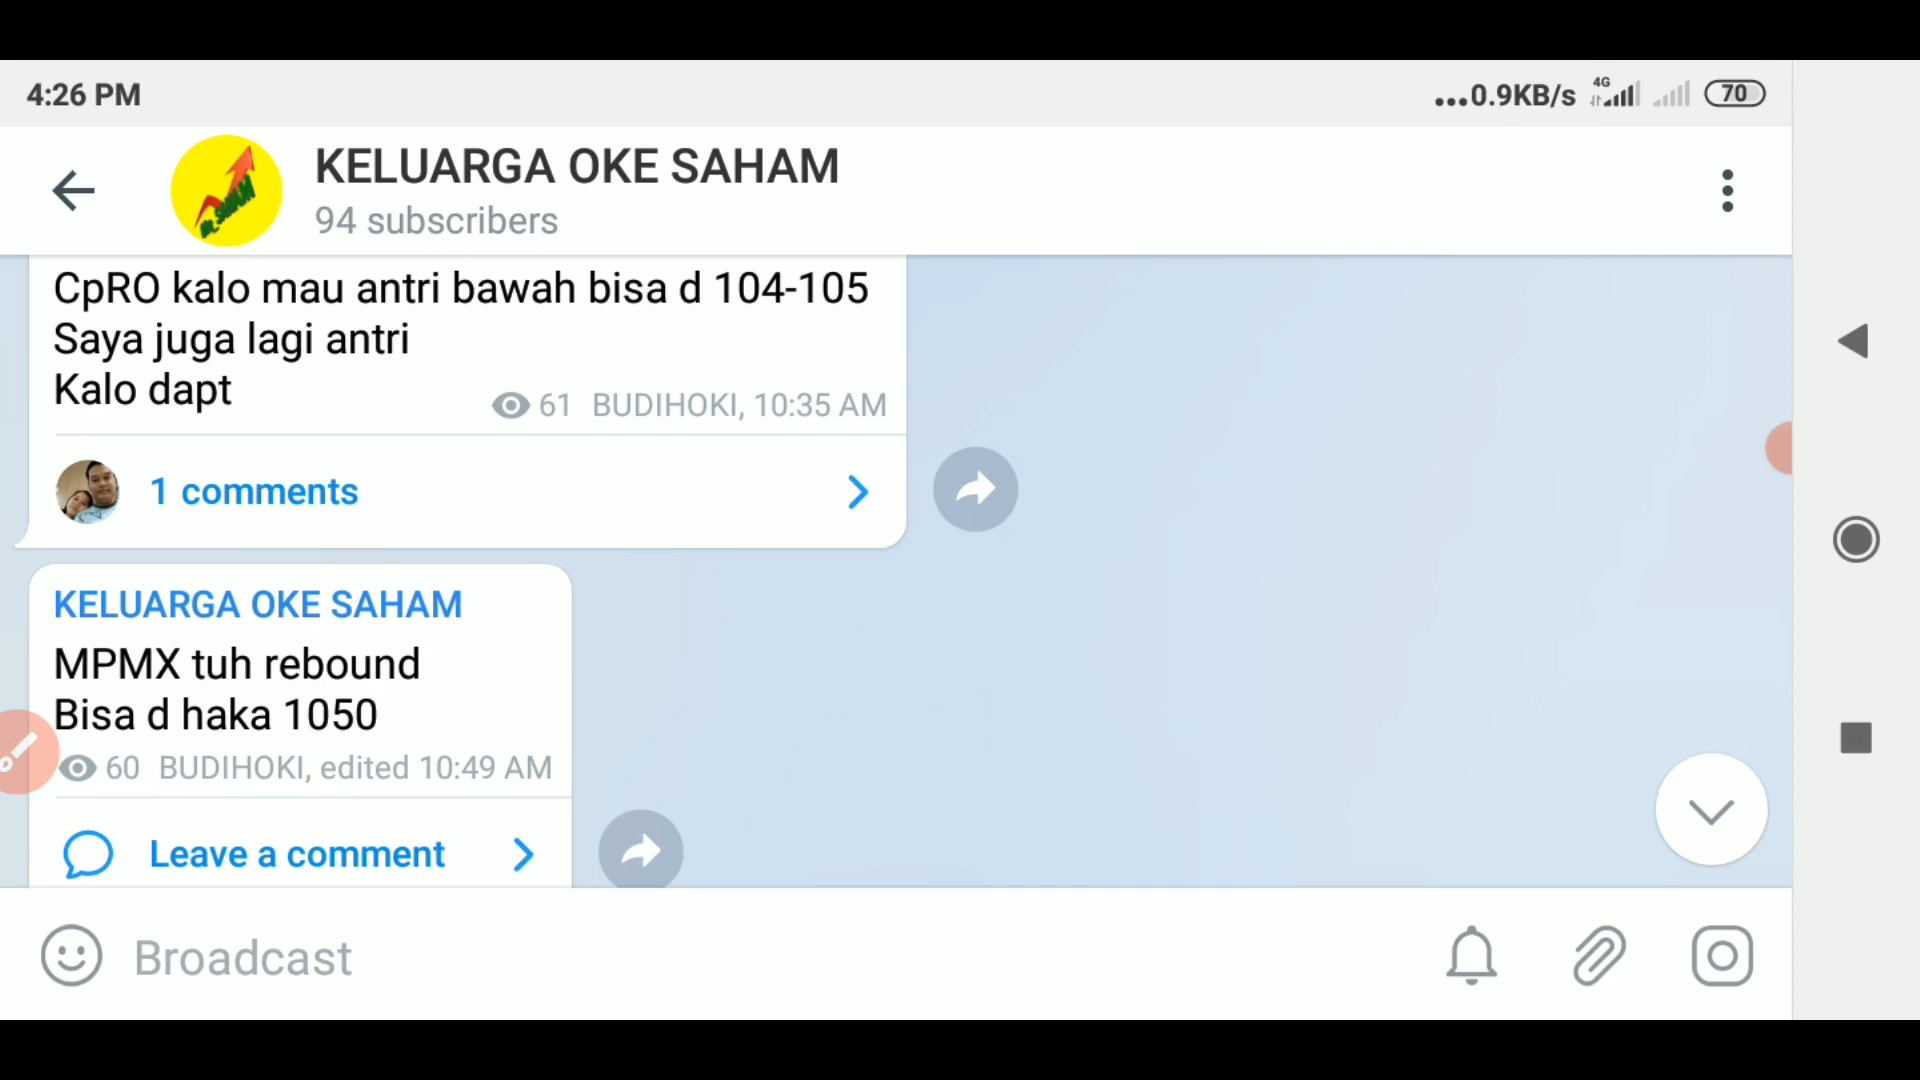 4:26 PM
...0.9KB/s 4G 70
KELUARGA OKE SAHAM
94 subscribers
CpRO kalo mau antri bawah bisa d 104-105
Saya juga lagi antri
Kalo dapt
61 BUDIHOKI, 10:35 AM
1 comments
KELUARGA OKE SAHAM
MPMX tuh rebound
Bisa d haka 1050
60 BUDIHOKI, edited 10:49 AM
Leave a comment
Broadcast